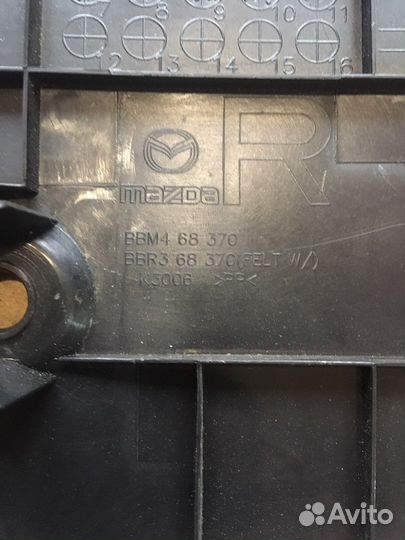 7 8 9 10 11
12 13 14 15 16
R
mazda
BBM4 68 370
BBR3 68 370(FELT W/)
K3006 >PP<
Avito